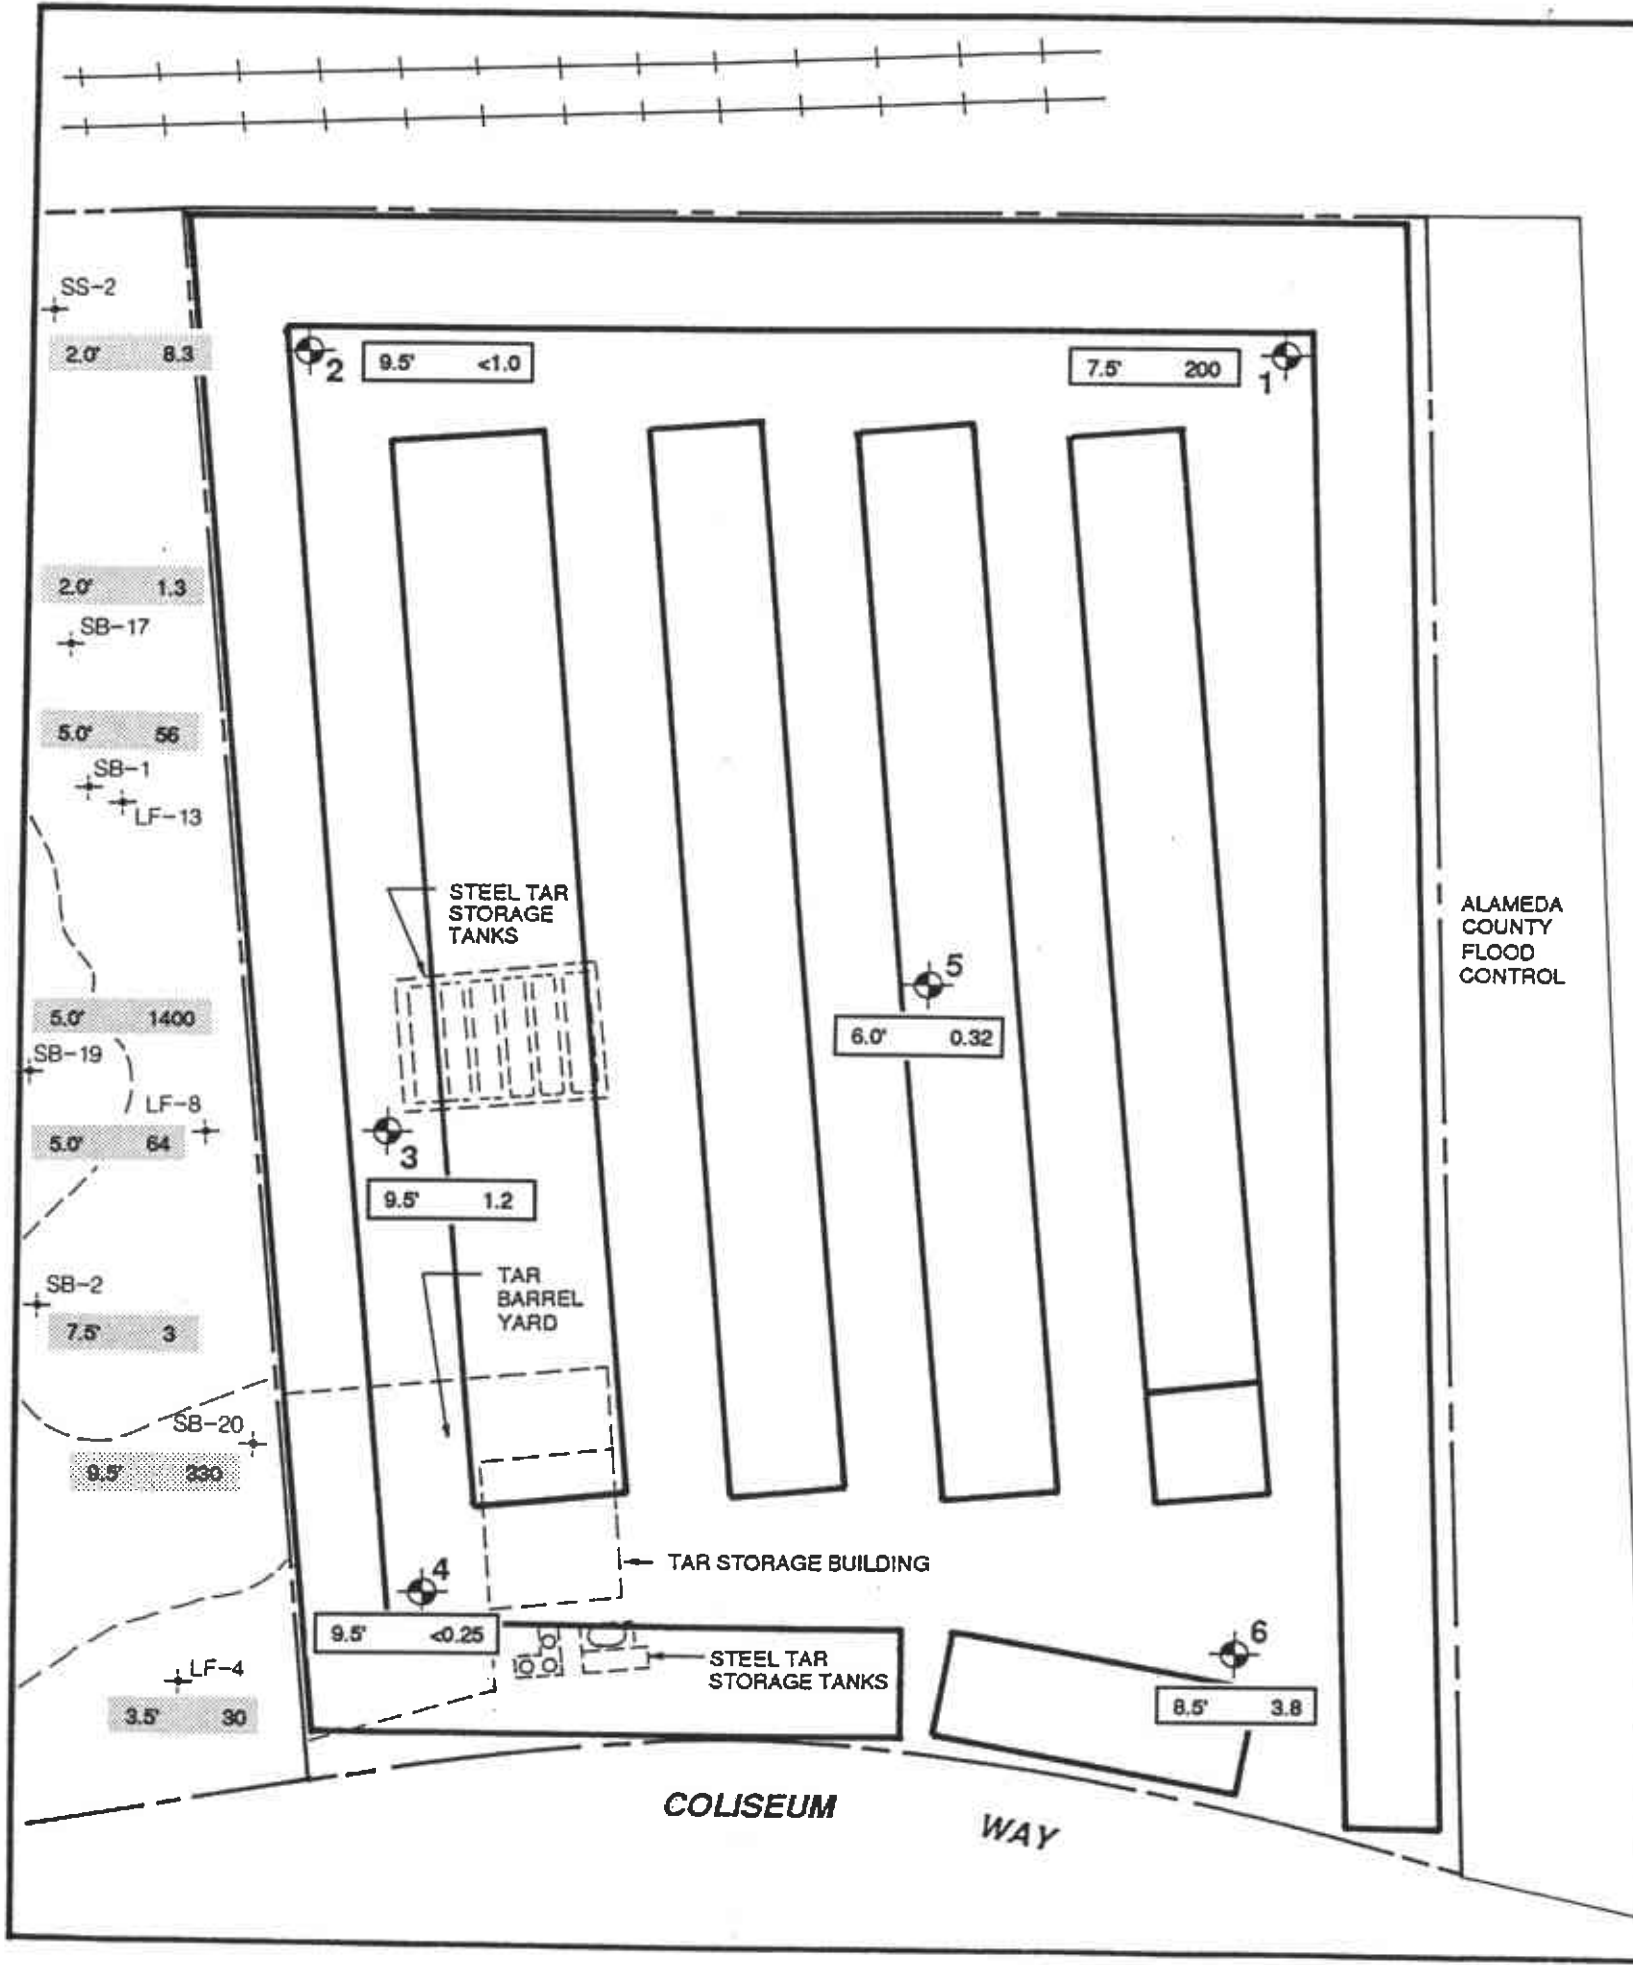 SS-2
2.0' 8.3
2
9.5' <1.0
7.5' 200
1
2.0' 1.3
SB-17
5.0' 56
SB-1
LF-13
STEEL TAR
STORAGE
TANKS
ALAMEDA
COUNTY
FLOOD
CONTROL
5
6.0' 0.32
5.0' 1400
SB-19
LF-8
5.0' 64
3
9.5' 1.2
TAR
BARREL
YARD
SB-2
7.5' 3
SB-20
9.5' 330
TAR STORAGE BUILDING
4
9.5' <0.25
STEEL TAR
STORAGE TANKS
6
8.5' 3.8
LF-4
3.5' 30
COLISEUM WAY